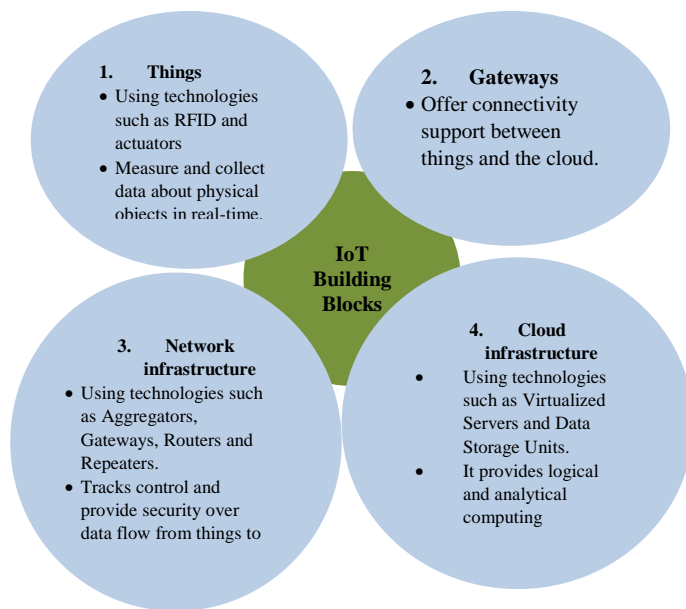 1. Things
• Using technologies
such as RFID and
actuators
• Measure and collect
data about physical
objects in real-time.
2. Gateways
• Offer connectivity
support between
things and the cloud.
IoT
Building
Blocks
3. Network
infrastructure
• Using technologies such
as Aggregators,
Gateways, Routers and
Repeaters.
• Tracks control and
provide security over
data flow from things to
4. Cloud
infrastructure
• Using technologies
such as Virtualized
Servers and Data
Storage Units.
• It provides logical
and analytical
computing